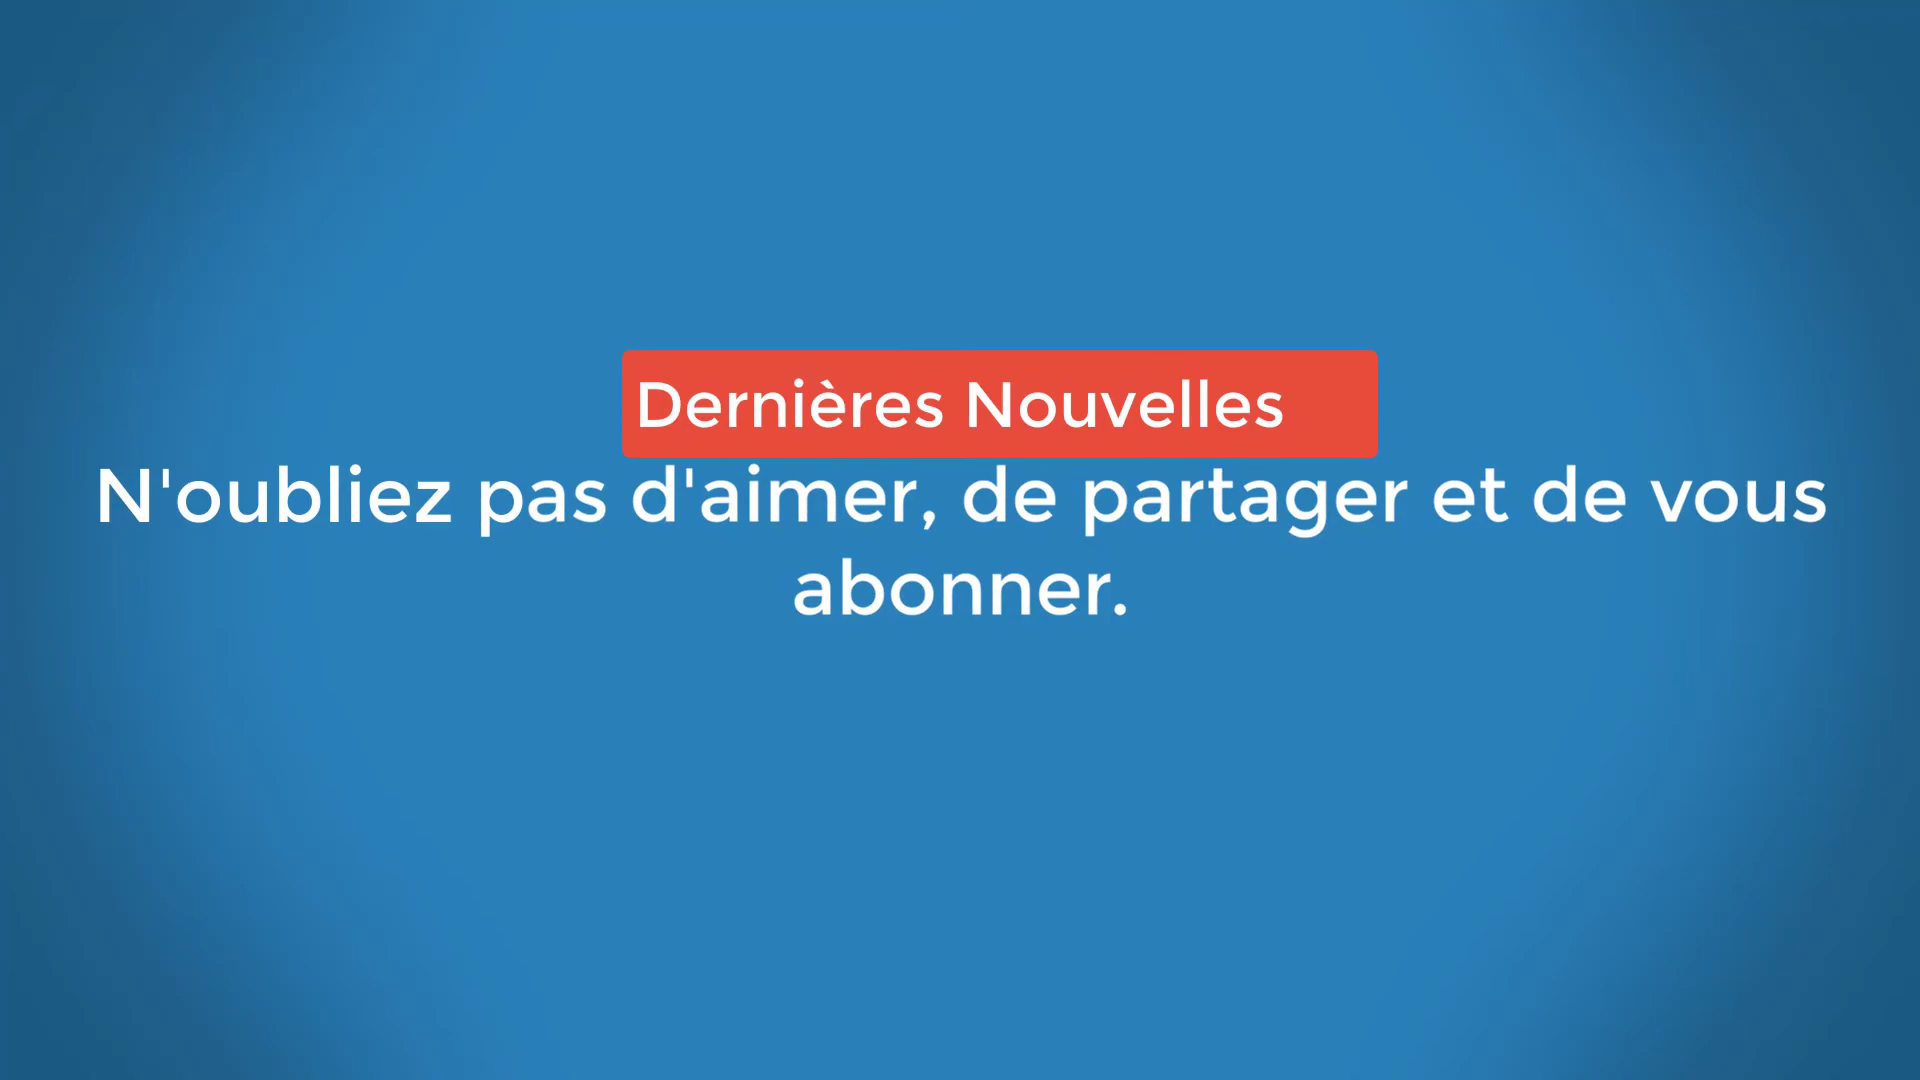 Dernières Nouvelles
N'oubliez pas d'aimer, de partager et de vous
abonner.